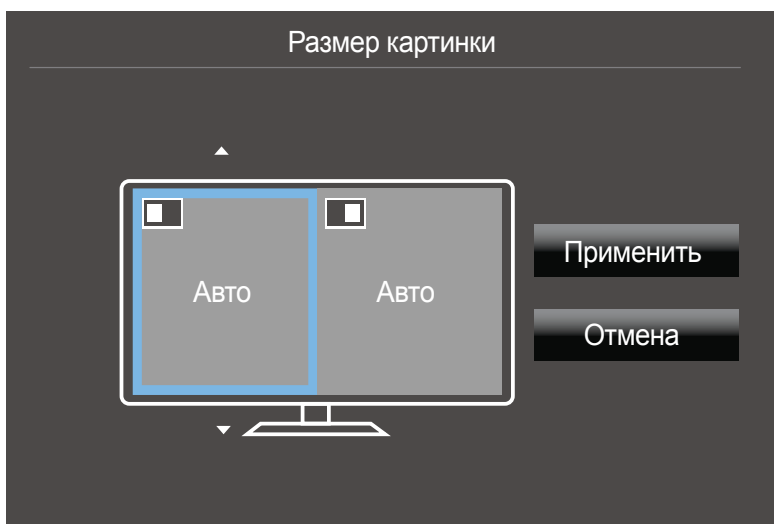 Размер картинки
Авто
Авто
Применить
Отмена